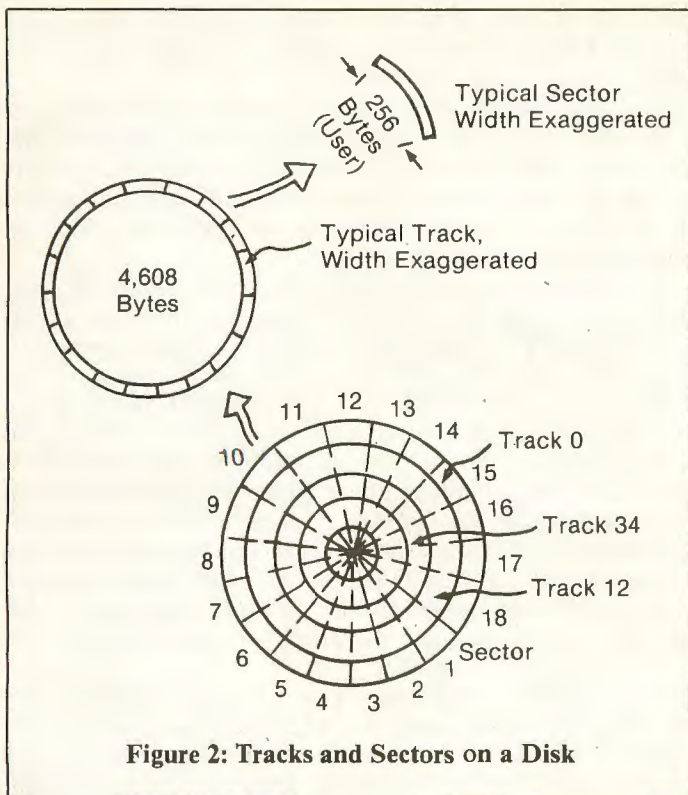 256
Bytes
(User)
Typical Sector
Width Exaggerated
Typical Track,
Width Exaggerated
4,608
Bytes
12
11
13
10
14
Track 0
15
9
16
Track 34
8
17
Track 12
7
18
6
Sector
1
5
4
3
2
Figure 2: Tracks and Sectors on a Disk